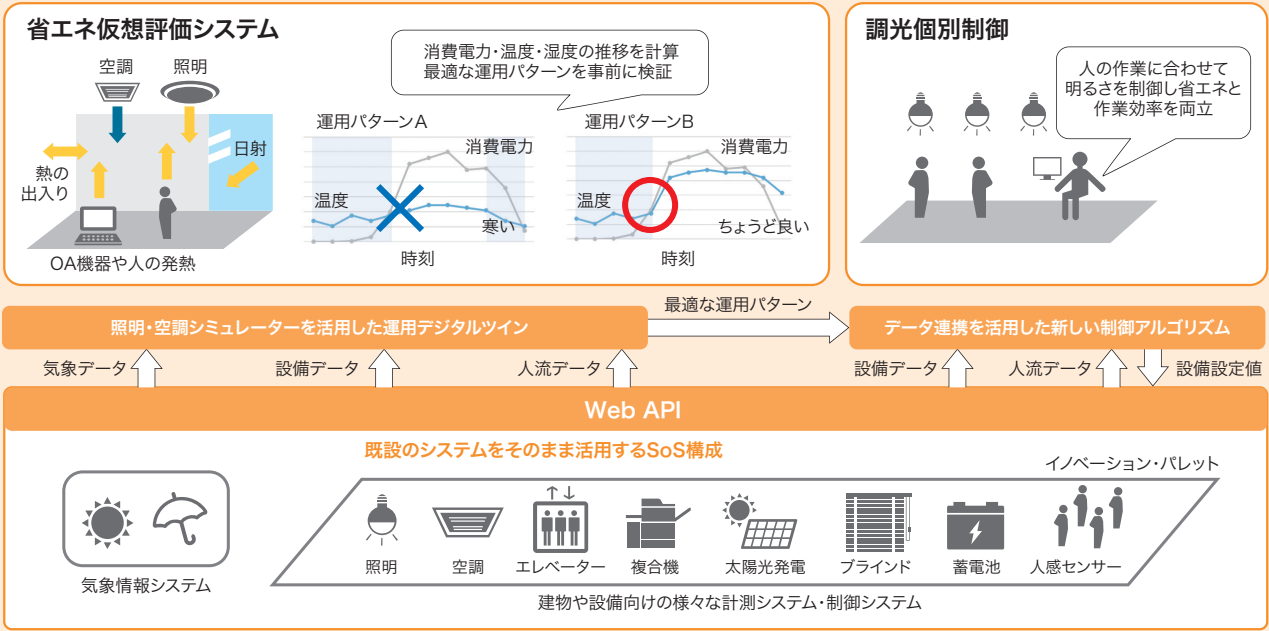 省エネ仮想評価システム
空調
照明
日射
熱の
出入り
OA機器や人の発熱
消費電力・温度・湿度の推移を計算
最適な運用パターンを事前に検証
運用パターンA
消費電力
温度
寒い
時刻
運用パターンB
消費電力
温度
ちょうど良い
時刻
調光個別制御
人の作業に合わせて
明るさを制御し省エネと
作業効率を両立
照明・空調シミュレーターを活用した運用デジタルツイン
最適な運用パターン
データ連携を活用した新しい制御アルゴリズム
気象データ
設備データ
人流データ
設備データ
人流データ
設備設定値
Web API
既設のシステムをそのまま活用するSoS構成
イノベーション・パレット
気象情報システム
照明
空調
エレベーター
複合機
太陽光発電
ブラインド
蓄電池
人感センサー
建物や設備向けの様々な計測システム・制御システム